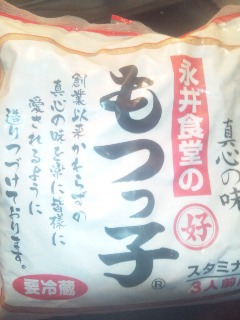 真心の味
永井食堂の
好
もつっ子
®
創業以来かわらぬ味の
真心の味と常に皆様に
愛されるように
造りつづけております。
要冷蔵
スタミナ
3人前